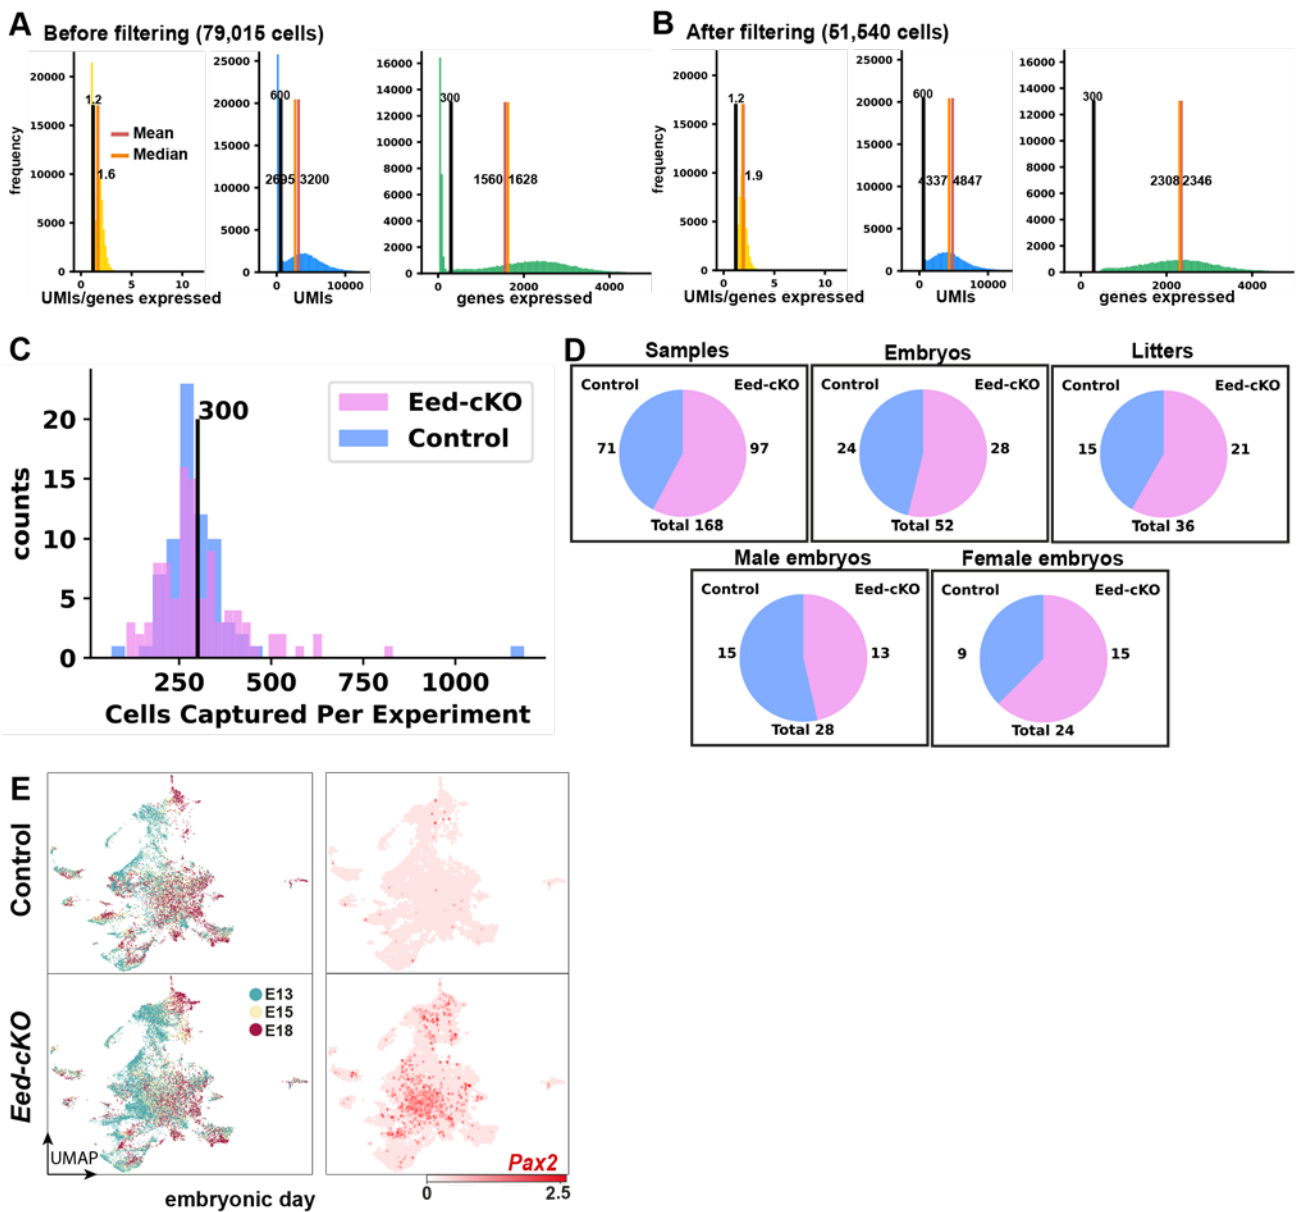 A Before filtering (79,015 cells)
frequency
20000
15000
10000
5000
0
1.2
Mean
Median
1.6
0 5 10
UMIs/genes expressed
25000
20000
15000
10000
5000
0
600
2695 3200
0 10000
UMIs
16000
14000
12000
10000
8000
6000
4000
2000
0
300
1560 1628
0 2000 4000
genes expressed
B After filtering (51,540 cells)
frequency
20000
15000
10000
5000
0
1.2
1.9
0 5 10
UMIs/genes expressed
25000
20000
15000
10000
5000
0
600
4337 4847
0 10000
UMIs
16000
14000
12000
10000
8000
6000
4000
2000
0
300
2308 2346
0 2000 4000
genes expressed
C
counts
20
15
10
5
0
300
Eed-cKO
Control
250 500 750 1000
Cells Captured Per Experiment
D
Samples
Control Eed-cKO
71 97
Total 168
Embryos
Control Eed-cKO
24 28
Total 52
Litters
Control Eed-cKO
15 21
Total 36
Male embryos
Control Eed-cKO
15 13
Total 28
Female embryos
Control Eed-cKO
9 15
Total 24
E
Control
Eed-cKO
E13
E15
E18
UMAP
embryonic day
Pax2
0 2.5